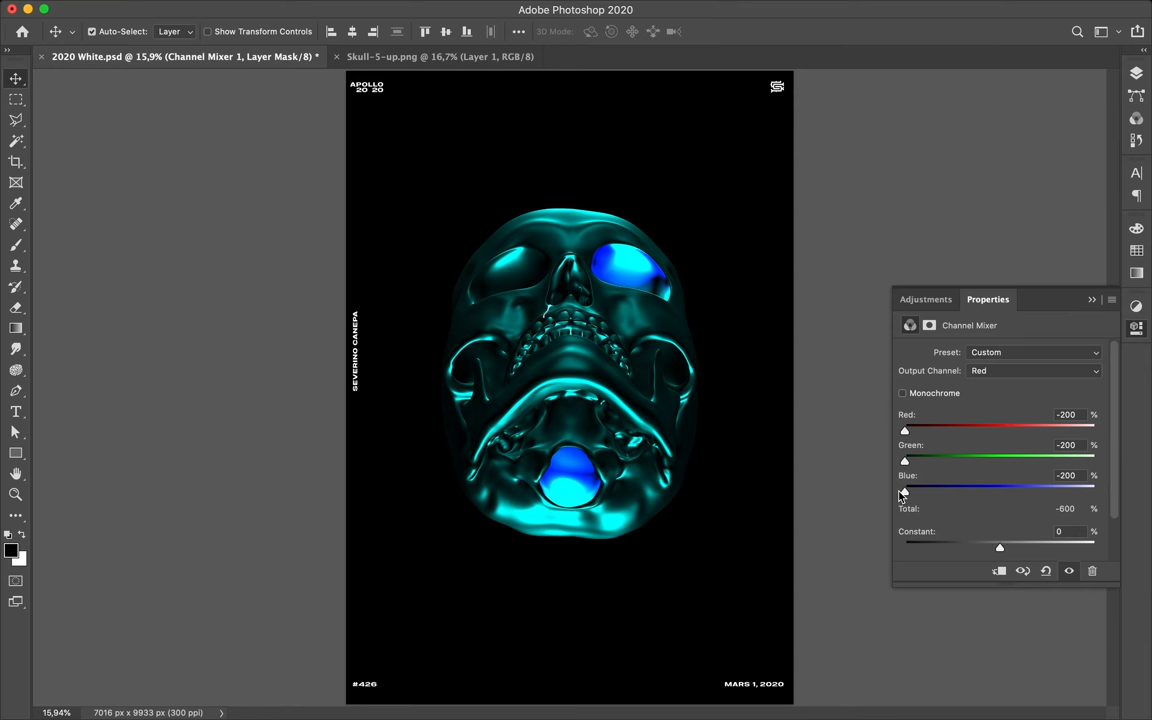 Adobe Photoshop 2020
Auto-Select: Layer Show Transform Controls 3D Mode:
2020 White.psd @ 15,9% (Channel Mixer 1, Layer Mask/8) * Skull-5-up.png @ 16,7% (Layer 1, RGB/8)
APOLLO
20 20
SEVERINO CANEPA
#426
MARS 1, 2020
Adjustments Properties
Channel Mixer
Preset: Custom
Output Channel: Red
Monochrome
Red: -200 %
Green: -200 %
Blue: -200 %
Total: -600 %
Constant: 0 %
15,94% 7016 px x 9933 px (300 ppi)